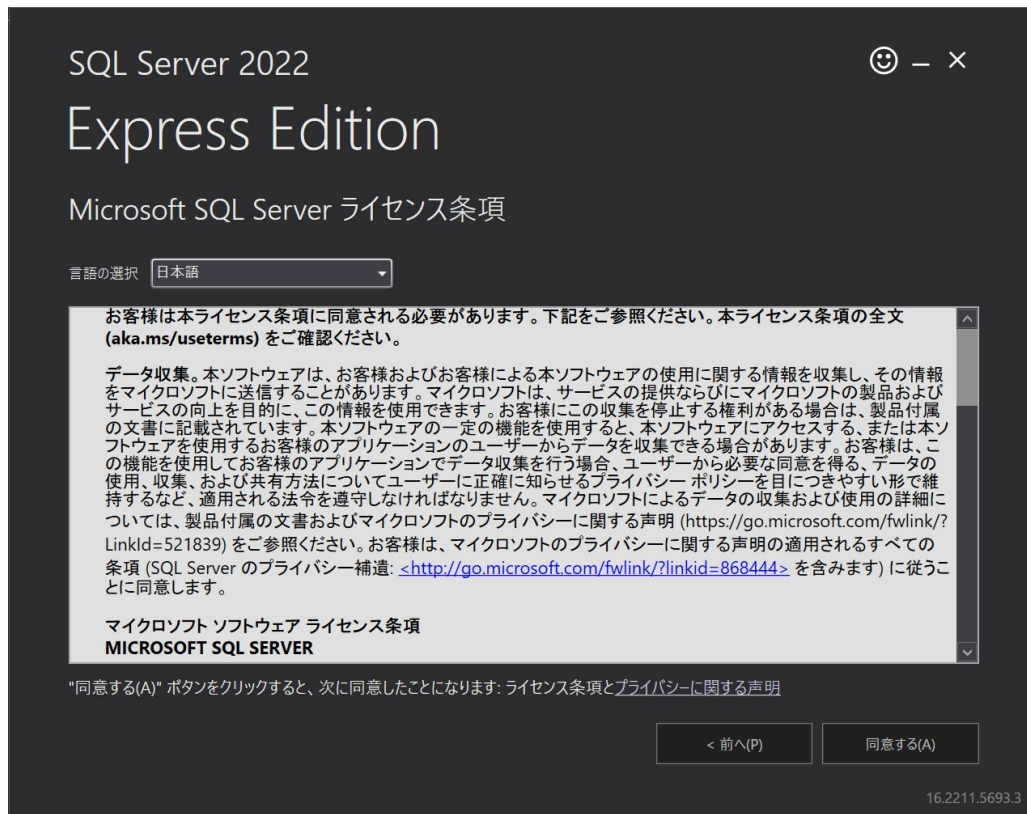 SQL Server 2022
Express Edition
Microsoft SQL Server ライセンス条項
言語の選択 日本語
お客様は本ライセンス条項に同意される必要があります。下記をご参照ください。本ライセンス条項の全文
(aka.ms/useterms) をご確認ください。
データ収集。本ソフトウェアは、お客様およびお客様による本ソフトウェアの使用に関する情報を収集し、その情報
をマイクロソフトに送信することがあります。マイクロソフトは、サービスの提供ならびにマイクロソフトの製品および
サービスの向上を目的に、この情報を使用できます。お客様にこの収集を停止する権利がある場合は、製品付属
の文書に記載されています。本ソフトウェアの一定の機能を使用すると、本ソフトウェアにアクセスする、または本ソ
フトウェアを使用するお客様のアプリケーションのユーザーからデータを収集できる場合があります。お客様は、こ
の機能を使用してお客様のアプリケーションでデータ収集を行う場合、ユーザーから必要な同意を得る、データの
使用、収集、および共有方法についてユーザーに正確に知らせるプライバシー ポリシーを目につきやすい形で維
持するなど、適用される法令を遵守しなければなりません。マイクロソフトによるデータの収集および使用の詳細に
ついては、製品付属の文書およびマイクロソフトのプライバシーに関する声明 (https://go.microsoft.com/fwlink/?
LinkId=521839) をご参照ください。お客様は、マイクロソフトのプライバシーに関する声明の適用されるすべての
条項 (SQL Server のプライバシー補遺: <http://go.microsoft.com/fwlink/?linkid=868444> を含みます) に従うこ
とに同意します。
マイクロソフト ソフトウェア ライセンス条項
MICROSOFT SQL SERVER
"同意する(A)" ボタンをクリックすると、次に同意したことになります: ライセンス条項とプライバシーに関する声明
< 前へ(P)
同意する(A)
16.2211.5693.3